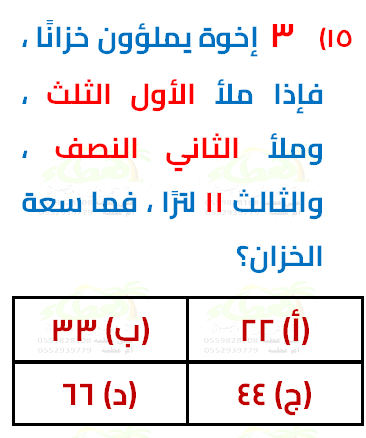 ١٥) ٣ إخوة يملؤون خزانًا ،
فإذا ملأ الأول الثلث ،
وملأ الثاني النصف ،
والثالث ١١ لترًا ، فما سعة
الخزان؟
(أ) ٢٢ (ب) ٣٣
(ج) ٤٤ (د) ٦٦